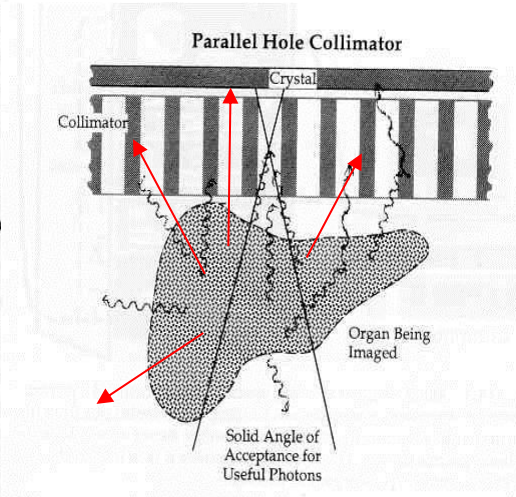 Parallel Hole Collimator
Crystal
Collimator
Organ Being
Imaged
Solid Angle of
Acceptance for
Useful Photons